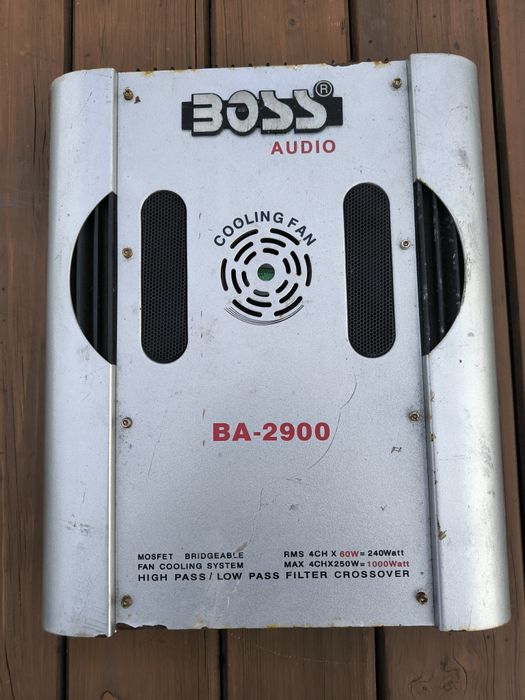 BOSS®
AUDIO
COOLING FAN
BA-2900
MOSFET BRIDGEABLE RMS 4CH X 60W = 240Watt
FAN COOLING SYSTEM MAX 4CHX250W = 1000Watt
HIGH PASS / LOW PASS FILTER CROSSOVER